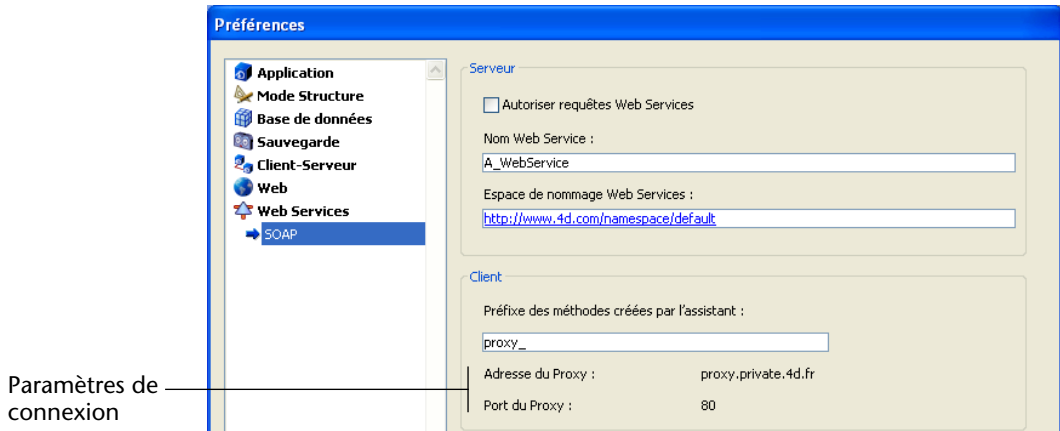 Préférences
Application
Mode Structure
Base de données
Sauvegarde
Client-Serveur
Web
Web Services
SOAP
Serveur
Autoriser requêtes Web Services
Nom Web Service :
A_WebService
Espace de nommage Web Services :
http://www.4d.com/namespace/default
Client
Préfixe des méthodes créées par l'assistant :
proxy_
Adresse du Proxy : proxy.private.4d.fr
Port du Proxy : 80
Paramètres de
connexion